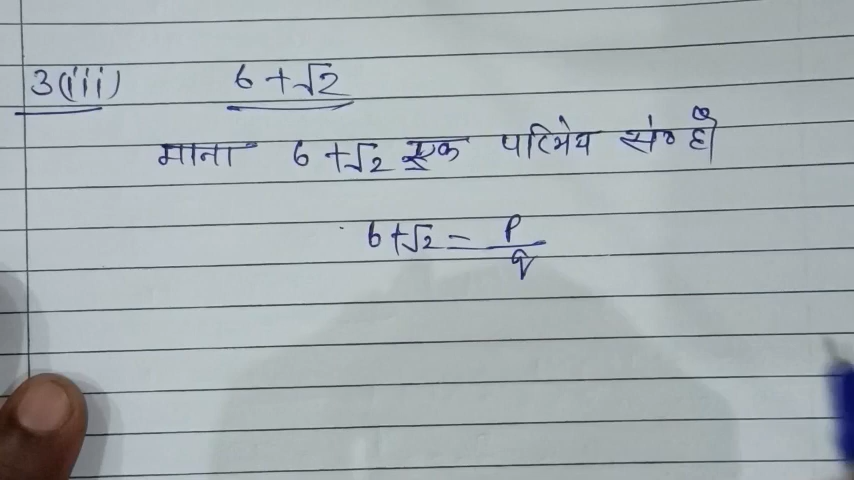 3(iii) 6+√2
माना 6+√2 एक परिमेय सं० है
6+√2 = p/q